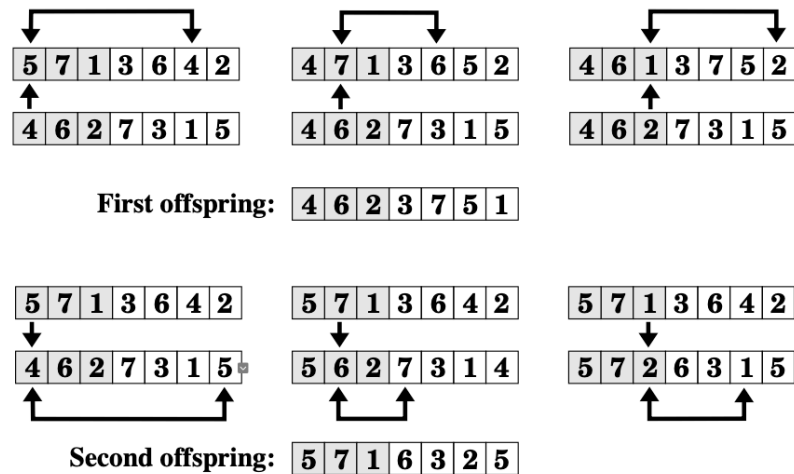 5 7 1 3 6 4 2 4 7 1 3 6 5 2 4 6 1 3 7 5 2
4 6 2 7 3 1 5 4 6 2 7 3 1 5 4 6 2 7 3 1 5
First offspring: 4 6 2 3 7 5 1
5 7 1 3 6 4 2 5 7 1 3 6 4 2 5 7 1 3 6 4 2
4 6 2 7 3 1 5 5 6 2 7 3 1 4 5 7 2 6 3 1 5
Second offspring: 5 7 1 6 3 2 5